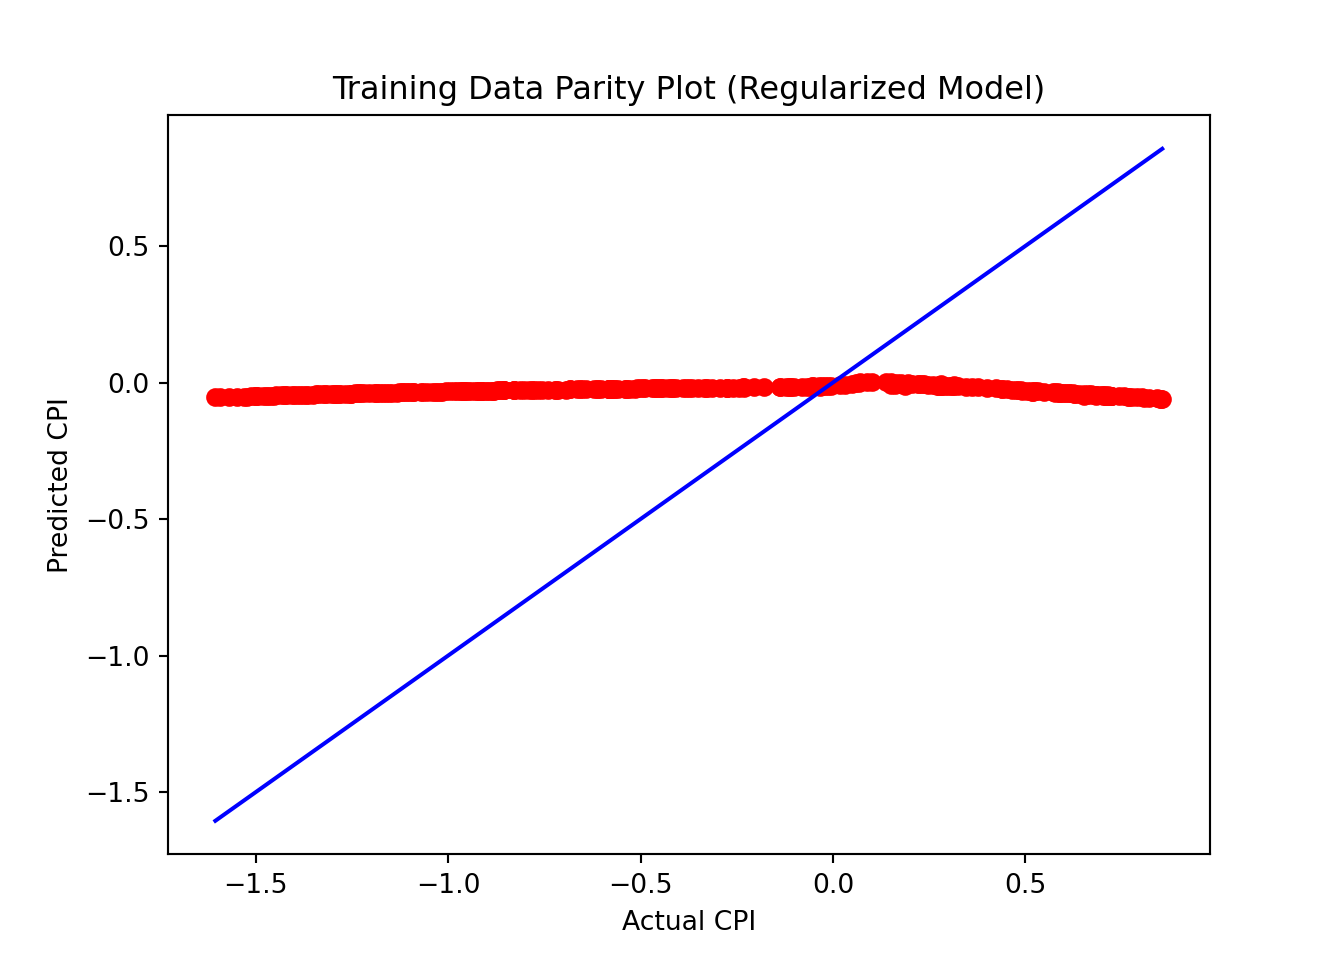 Training Data Parity Plot (Regularized Model)
0.5
0.0
−0.5
−1.0
−1.5
Predicted CPI
−1.5 −1.0 −0.5 0.0 0.5
Actual CPI